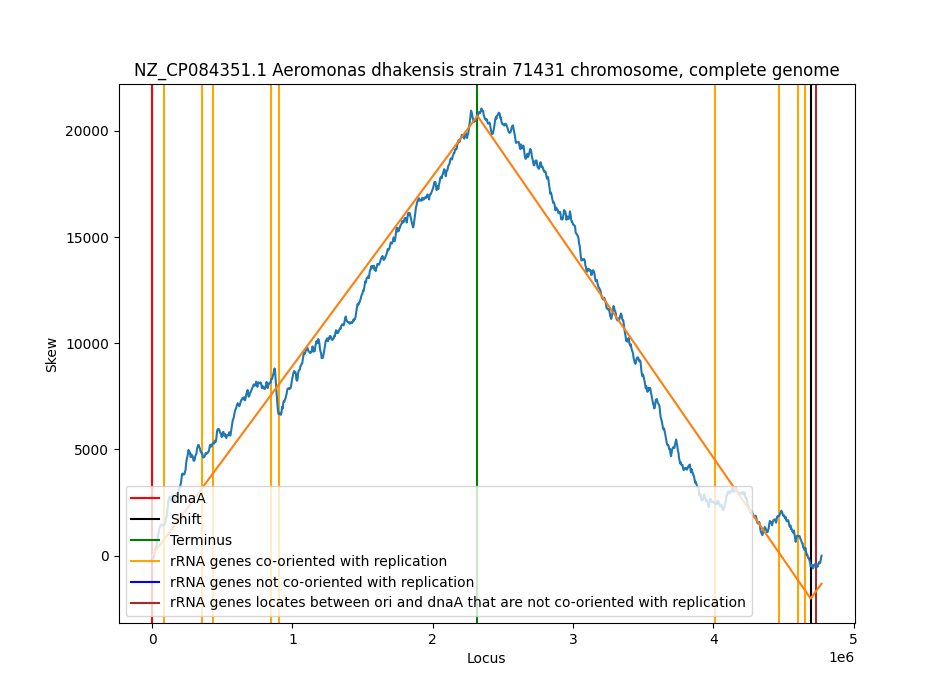 NZ_CP084351.1 Aeromonas dhakensis strain 71431 chromosome, complete genome
Skew
20000
15000
10000
5000
0
dnaA
Shift
Terminus
rRNA genes co-oriented with replication
rRNA genes not co-oriented with replication
rRNA genes locates between ori and dnaA that are not co-oriented with replication
0 1 2 3 4 5
1e6
Locus